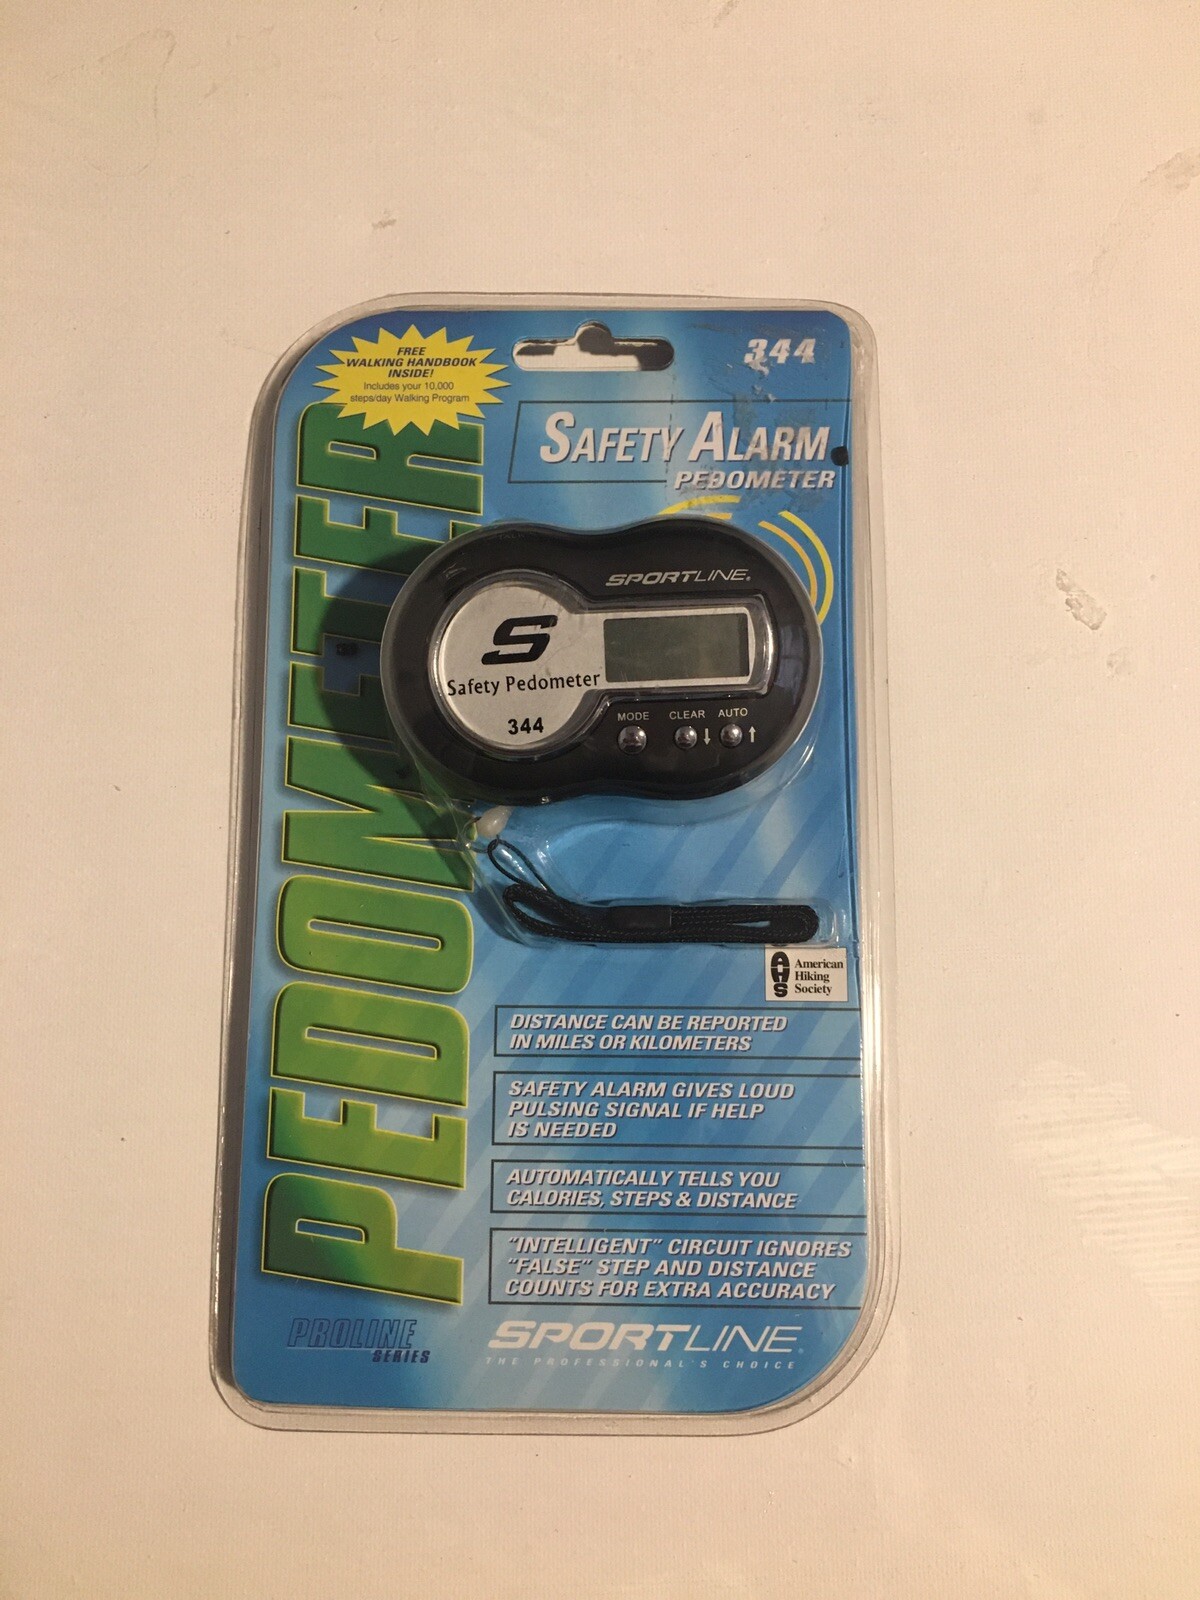 FREE
WALKING HANDBOOK
INSIDE!
Includes your 10,000
steps/day Walking Program
344
SAFETY ALARM
PEDOMETER
PEDOMETER
SPORTLINE®
S
Safety Pedometer
344
MODE CLEAR ↓ AUTO ↑
AHS
American
Hiking
Society
DISTANCE CAN BE REPORTED
IN MILES OR KILOMETERS
SAFETY ALARM GIVES LOUD
PULSING SIGNAL IF HELP
IS NEEDED
AUTOMATICALLY TELLS YOU
CALORIES, STEPS & DISTANCE
"INTELLIGENT" CIRCUIT IGNORES
"FALSE" STEP AND DISTANCE
COUNTS FOR EXTRA ACCURACY
PROLINE
SERIES
SPORTLINE®
THE PROFESSIONAL'S CHOICE